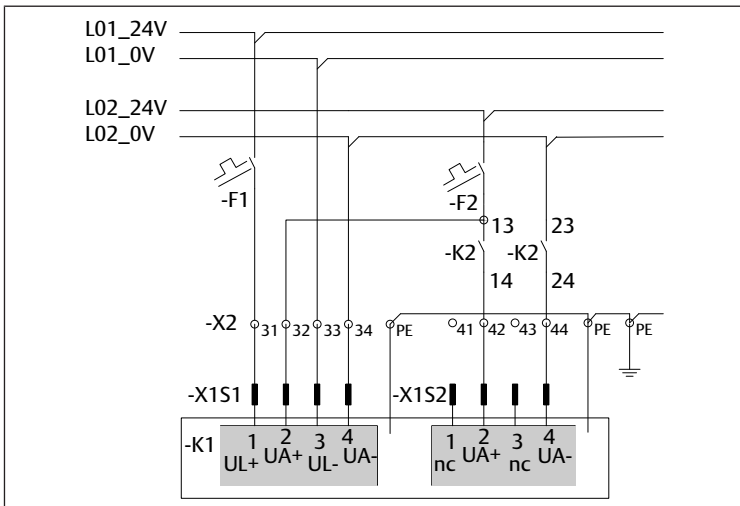 L01_24V
L01_0V
L02_24V
L02_0V
-F1
-F2
13 23
-K2 -K2
14 24
-X2 31 32 33 34 PE 41 42 43 44 PE PE
-X1S1 -X1S2
-K1 1 2 3 4 1 2 3 4
UL+ UA+ UL- UA- nc UA+ nc UA-